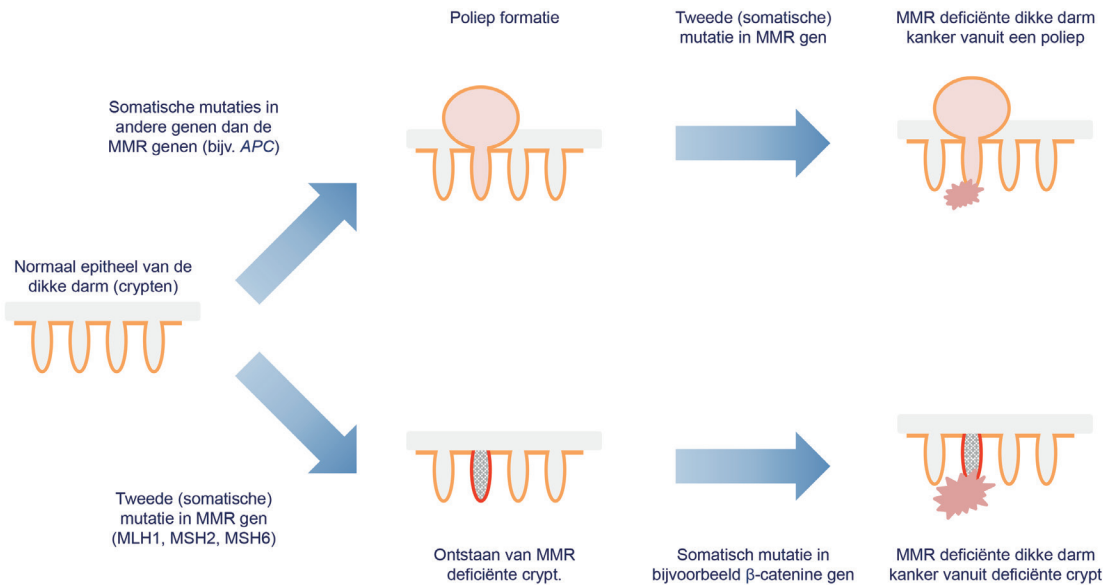 Poliep formatie
Tweede (somatische)
mutatie in MMR gen
MMR deficiënte dikke darm
kanker vanuit een poliep
Somatische mutaties in
andere genen dan de
MMR genen (bijv. APC)
Normaal epitheel van de
dikke darm (crypten)
Tweede (somatische)
mutatie in MMR gen
(MLH1, MSH2, MSH6)
Ontstaan van MMR
deficiënte crypt.
Somatisch mutatie in
bijvoorbeeld β-catenine gen
MMR deficiënte dikke darm
kanker vanuit deficiënte crypt